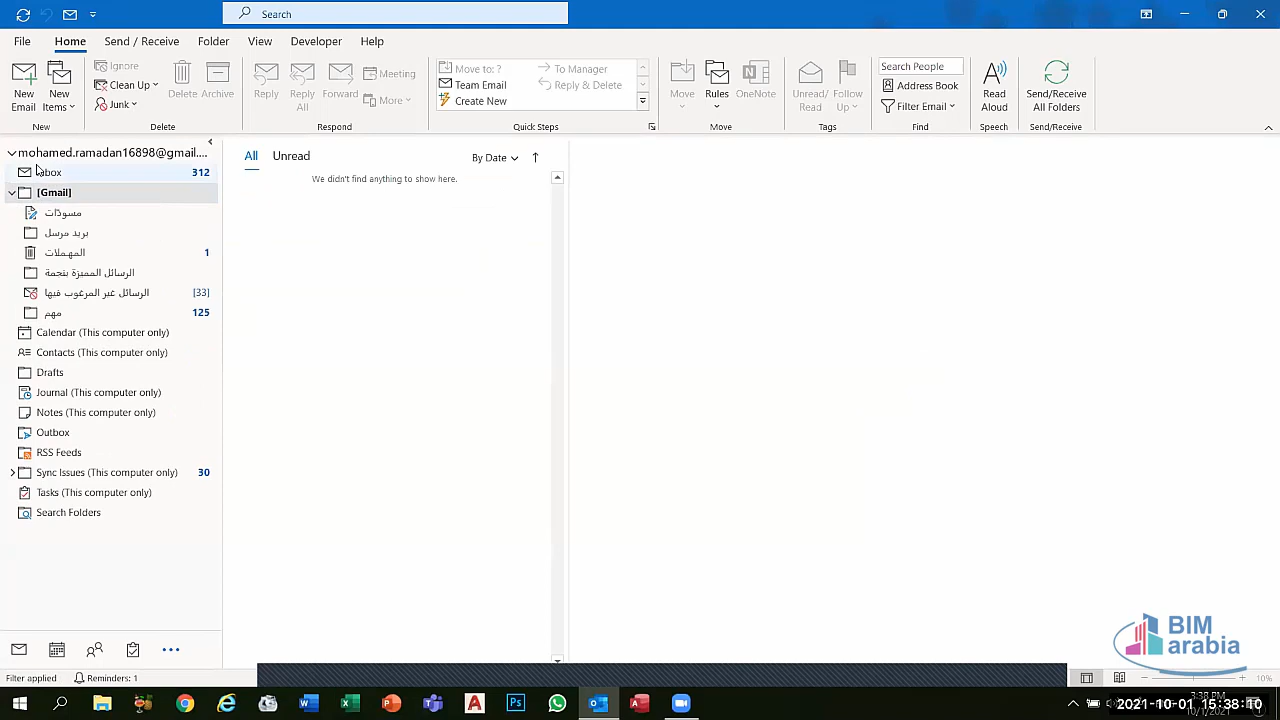 Search
File
Home
Send / Receive
Folder
View
Developer
Help
New Email
New Items
New
Ignore
Clean Up
Junk
Delete
Archive
Delete
Reply
Reply All
Forward
Meeting
More
Respond
Move to: ?
Team Email
Create New
To Manager
Reply & Delete
Quick Steps
Move
Rules
OneNote
Move
Unread/ Read
Follow Up
Tags
Search People
Address Book
Filter Email
Find
Read Aloud
Speech
Send/Receive All Folders
Send/Receive
mohamed.ramadan16898@gmail....
312
[Gmail]
مسودّات
بريد مرسل
المهملات 1
الرسائل المميزة بنجمة
الرسائل غير المرغوب فيها [33]
مهم 125
Calendar (This computer only)
Contacts (This computer only)
Drafts
Journal (This computer only)
Notes (This computer only)
Outbox
RSS Feeds
Sync Issues (This computer only) 30
Tasks (This computer only)
Search Folders
All Unread By Date
We didn't find anything to show here.
BIM
arabia
Filter applied
Reminders: 1
10%
3:38 PM
2021-10-01 15:38:10
10/1/2021